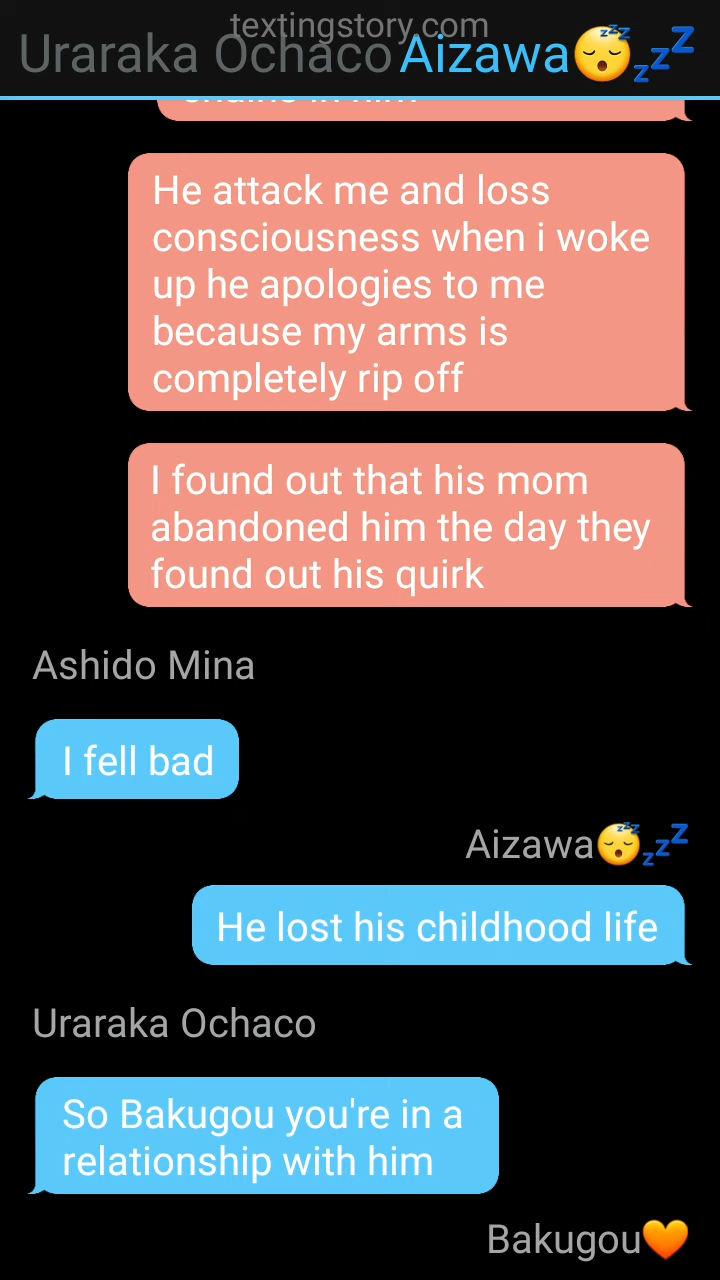 textingstory.com
Uraraka Ochaco Aizawa😴💤
chains in him
He attack me and loss
consciousness when i woke
up he apologies to me
because my arms is
completely rip off
I found out that his mom
abandoned him the day they
found out his quirk
Ashido Mina
I fell bad
Aizawa😴💤
He lost his childhood life
Uraraka Ochaco
So Bakugou you're in a
relationship with him
Bakugou🧡